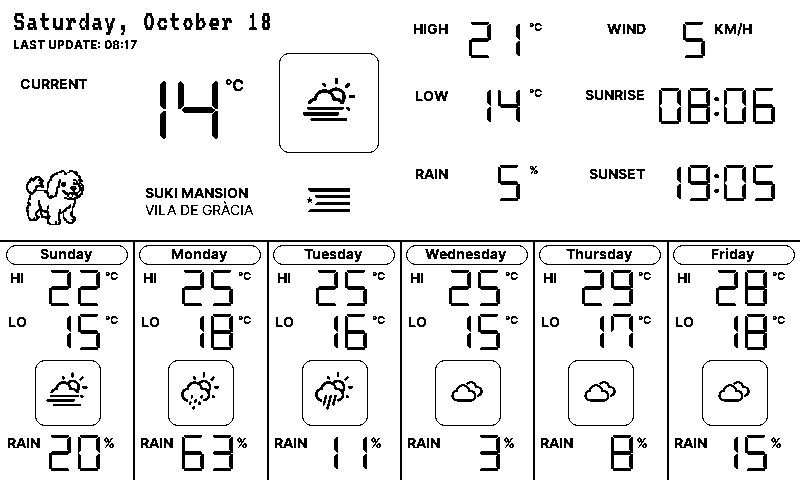 Saturday, October 18
LAST UPDATE: 08:17
CURRENT 14 °C
SUKI MANSION
VILA DE GRÀCIA
HIGH 21 °C
LOW 14 °C
RAIN 5 %
WIND 5 KM/H
SUNRISE 08:06
SUNSET 19:05
Sunday
HI 22 °C
LO 15 °C
RAIN 20 %
Monday
HI 25 °C
LO 18 °C
RAIN 63 %
Tuesday
HI 25 °C
LO 16 °C
RAIN 11 %
Wednesday
HI 25 °C
LO 15 °C
RAIN 3 %
Thursday
HI 29 °C
LO 17 °C
RAIN 8 %
Friday
HI 28 °C
LO 18 °C
RAIN 15 %